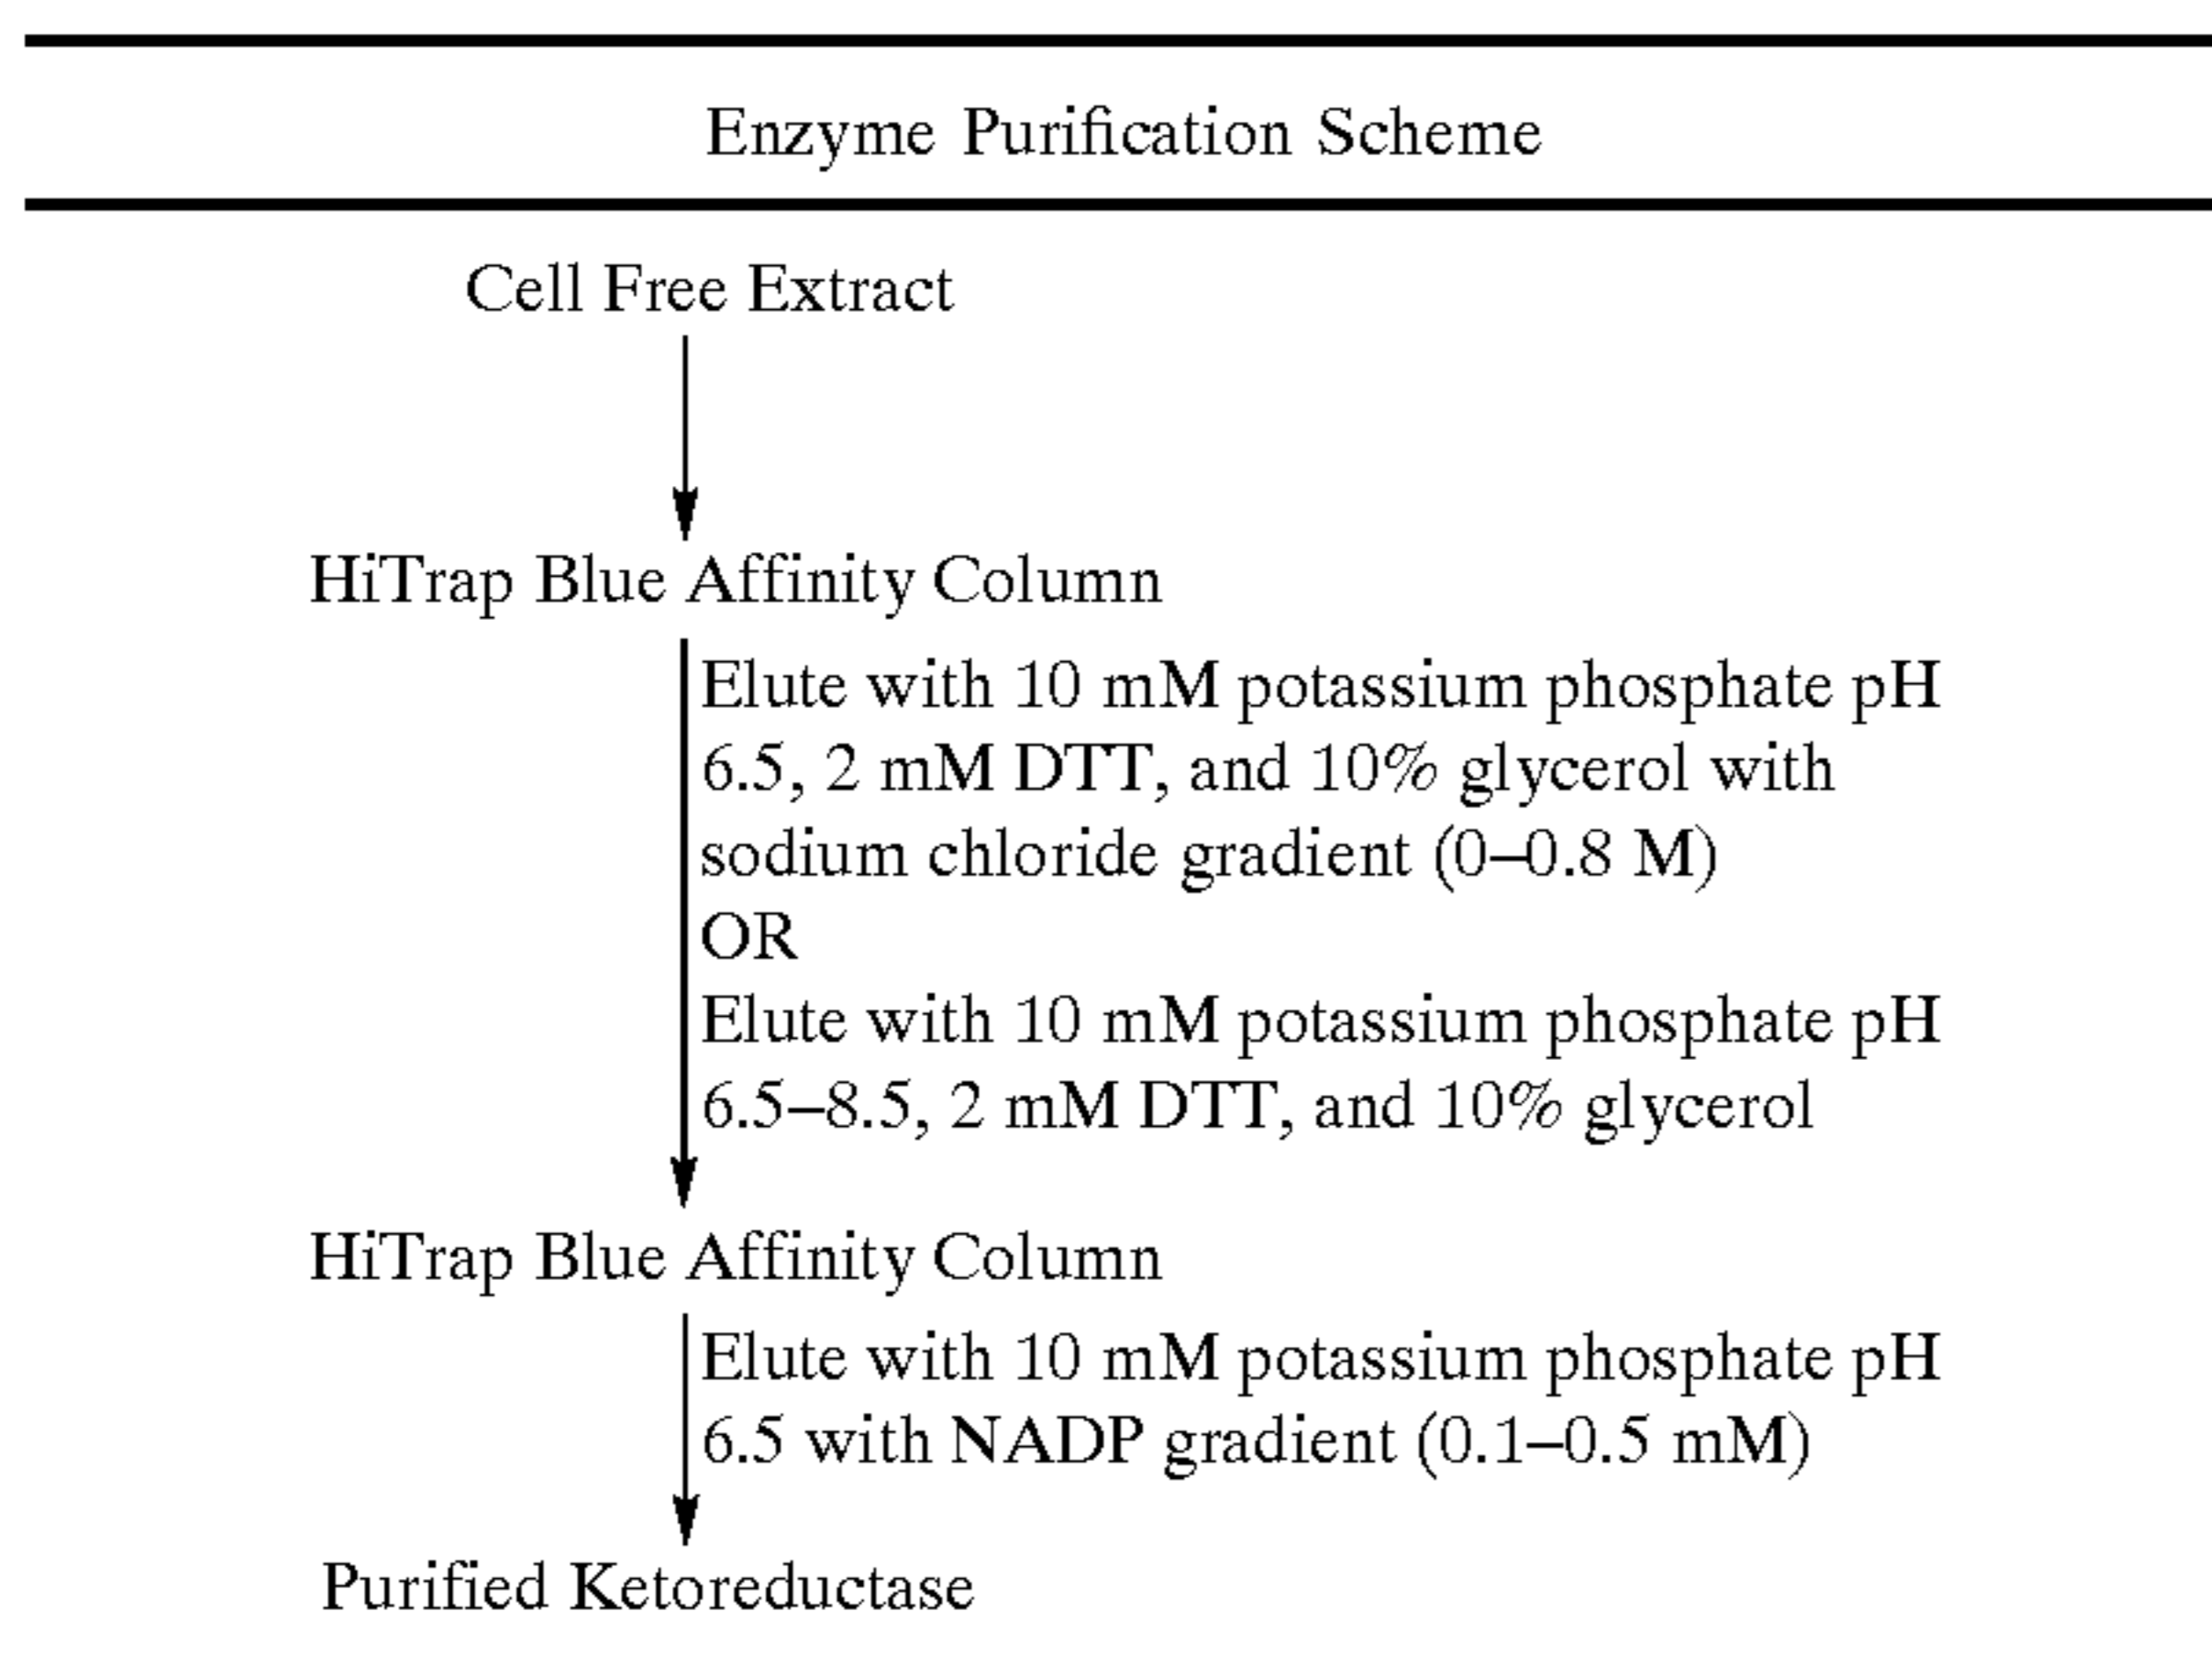 Enzyme Purification Scheme
Cell Free Extract
HiTrap Blue Affinity Column
Elute with 10 mM potassium phosphate pH
6.5, 2 mM DTT, and 10% glycerol with
sodium chloride gradient (0–0.8 M)
OR
Elute with 10 mM potassium phosphate pH
6.5–8.5, 2 mM DTT, and 10% glycerol
HiTrap Blue Affinity Column
Elute with 10 mM potassium phosphate pH
6.5 with NADP gradient (0.1–0.5 mM)
Purified Ketoreductase